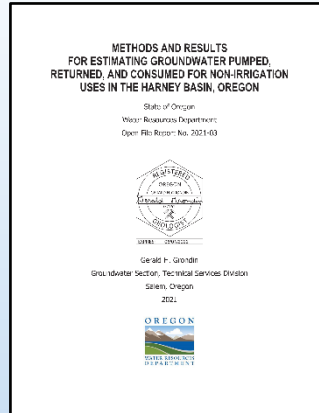 METHODS AND RESULTS
FOR ESTIMATING GROUNDWATER PUMPED,
RETURNED, AND CONSUMED FOR NON-IRRIGATION
USES IN THE HARNEY BASIN, OREGON
State of Oregon
Water Resources Department
Open File Report No. 2021-03
REGISTERED
OREGON
GEOLOGIST
Gerald H. Grondin
Groundwater Section, Technical Services Division
Salem, Oregon
2021
OREGON
WATER RESOURCES
DEPARTMENT